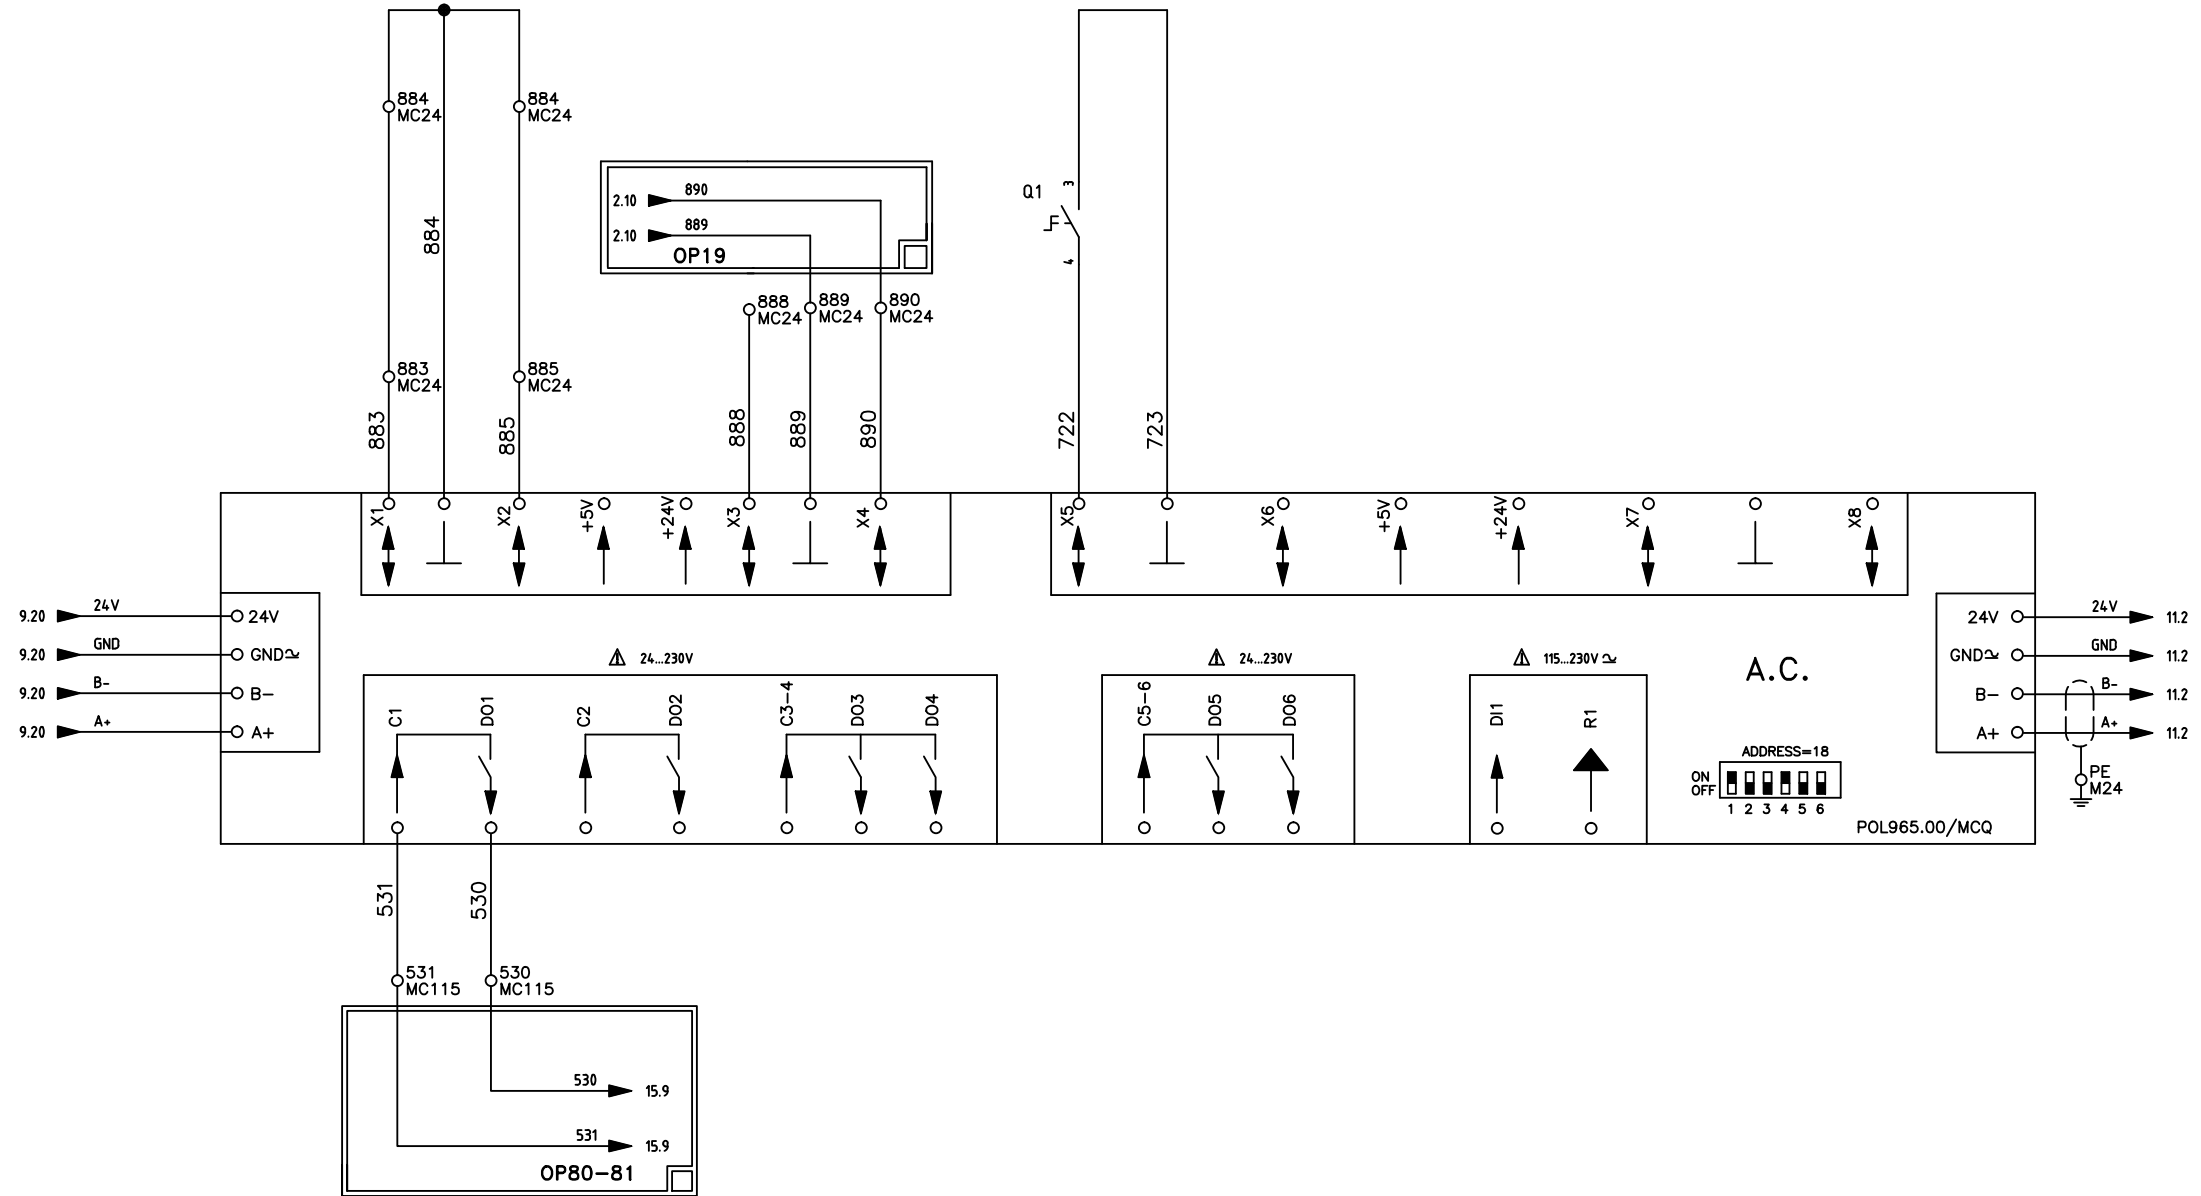 884
MC24
884
MC24
3
Q1
4
2.10 890
2.10 889
OP19
884
888
MC24
889
MC24
890
MC24
883
MC24
885
MC24
883
885
888
889
890
722
723
X1
X2
+5V
+24V
X3
X4
X5
X6
+5V
+24V
X7
X8
9.20 24V 24V
9.20 GND GND
9.20 B- B-
9.20 A+ A+
24...230V
24...230V
115...230V
A.C.
24V 24V 11.2
GND GND 11.2
B- B- 11.2
A+ A+ 11.2
PE
M24
C1
DO1
C2
DO2
C3-4
DO3
DO4
C5-6
DO5
DO6
DI1
R1
ADDRESS=18
ON
OFF
1 2 3 4 5 6
POL965.00/MCQ
531
530
531
MC115
530
MC115
530 15.9
531 15.9
OP80-81